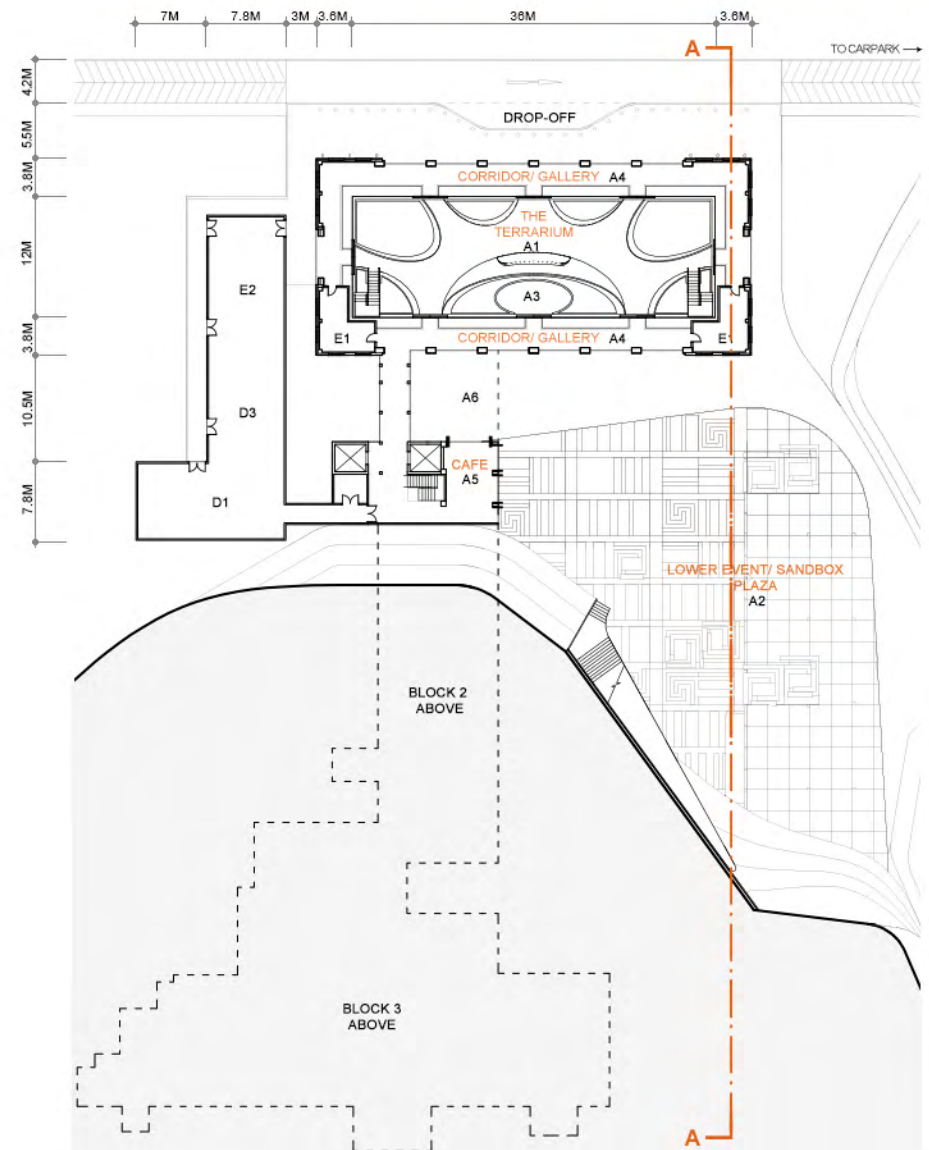 7M
7.8M
3M
3.6M
36M
3.6M
A
TO CARPARK
4.2M
5.5M
3.8M
12M
3.8M
10.5M
7.8M
DROP-OFF
CORRIDOR/ GALLERY A4
THE
TERRARIUM
A1
A3
E2
E1
CORRIDOR/ GALLERY A4
E1
A6
D3
CAFE
A5
D1
LOWER EVENT/ SANDBOX
PLAZA
A2
BLOCK 2
ABOVE
BLOCK 3
ABOVE
A